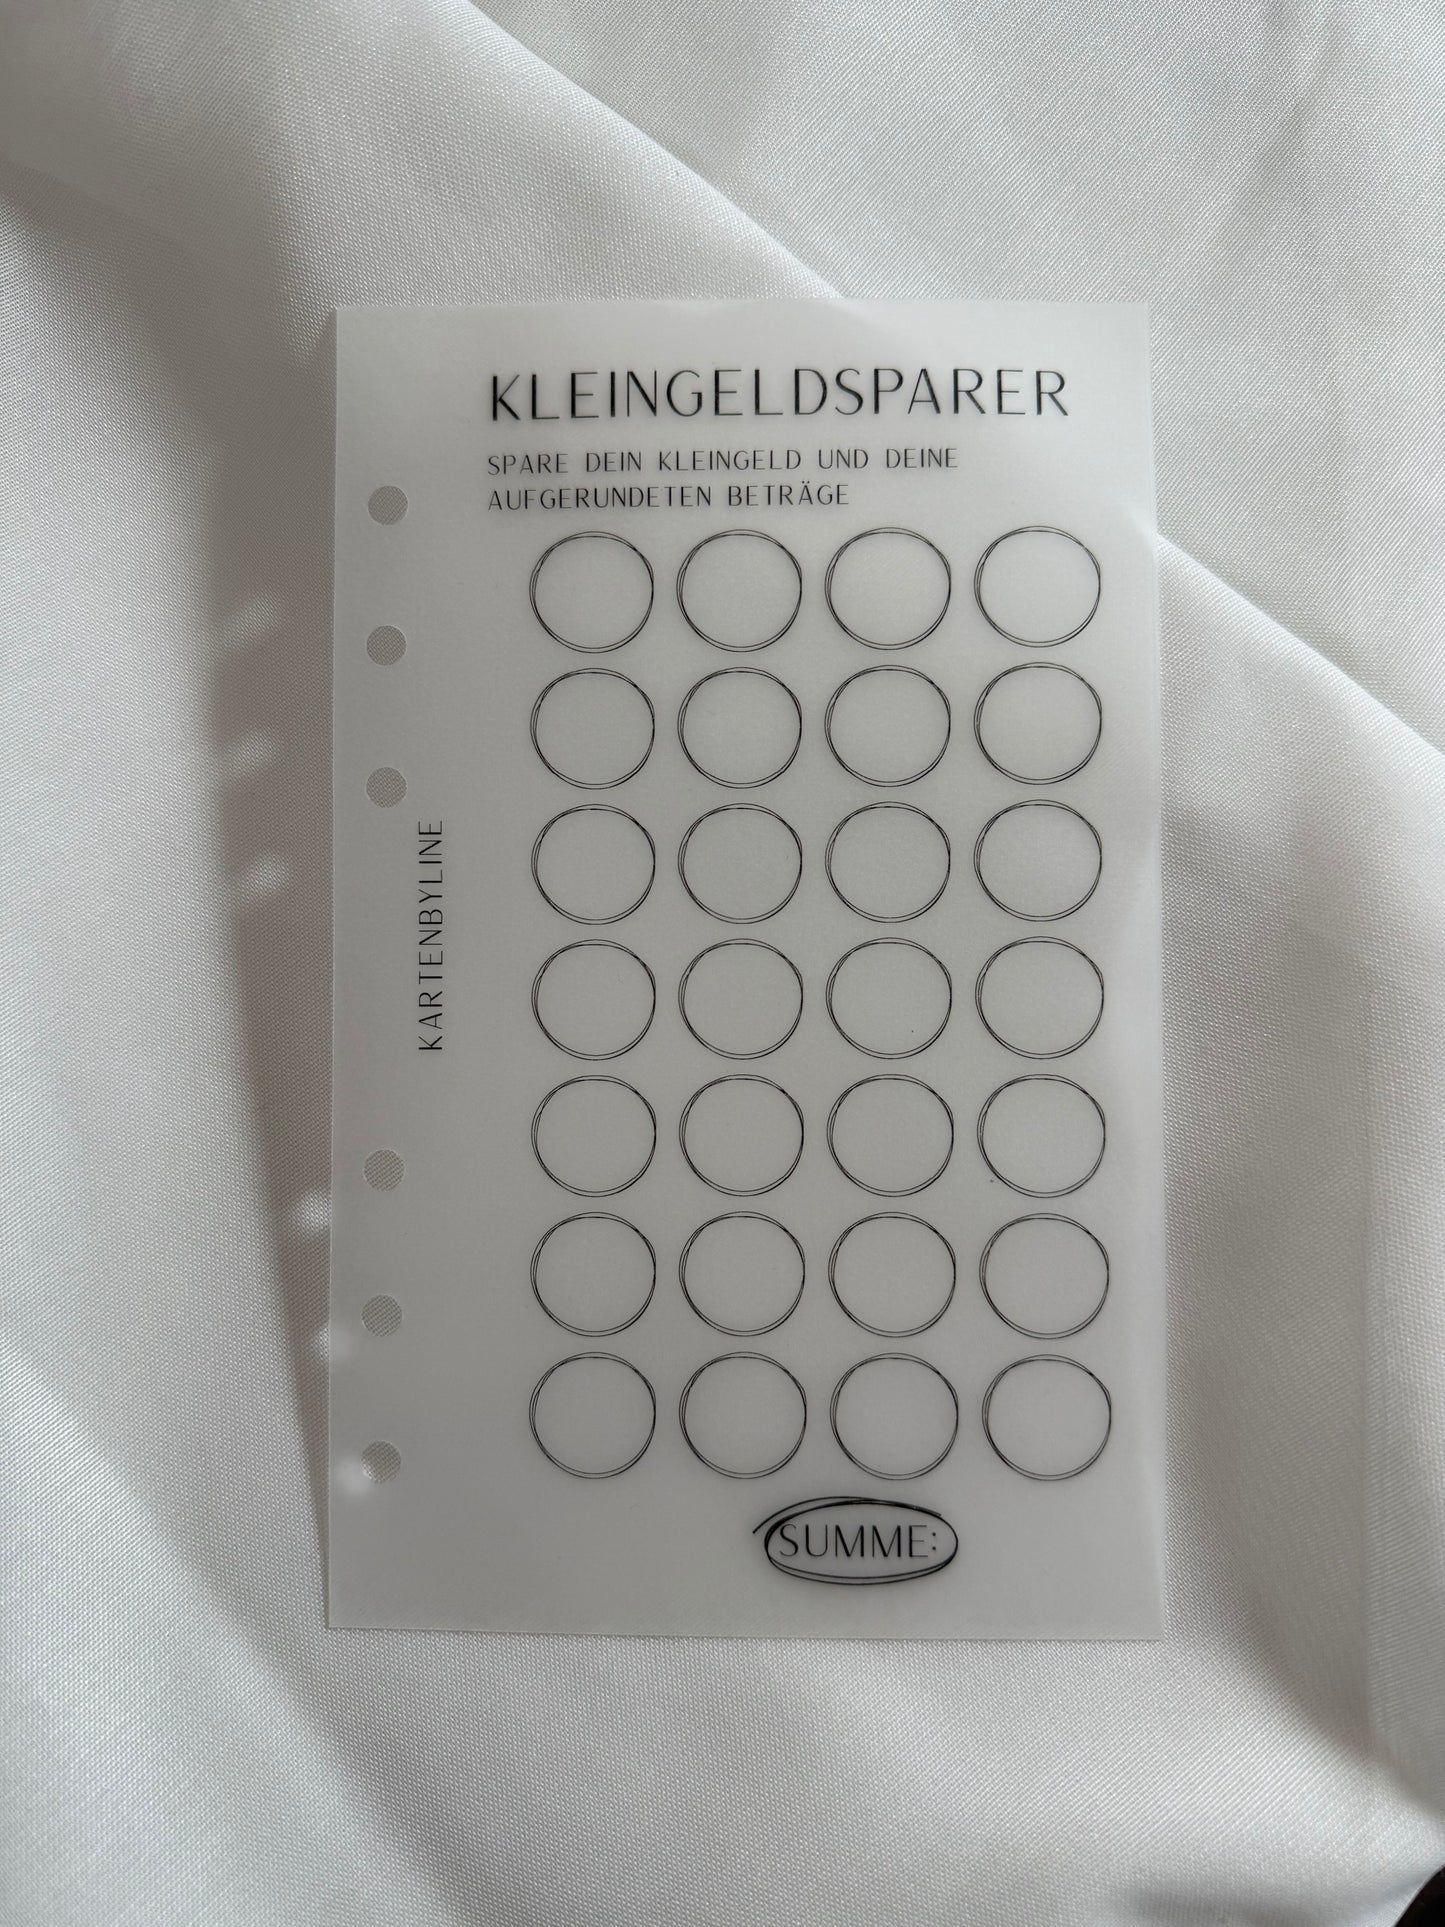 KLEINGELDSPARER
SPARE DEIN KLEINGELD UND DEINE
AUFGERUNDETEN BETRÄGE
KARTENBYLINE
SUMME: